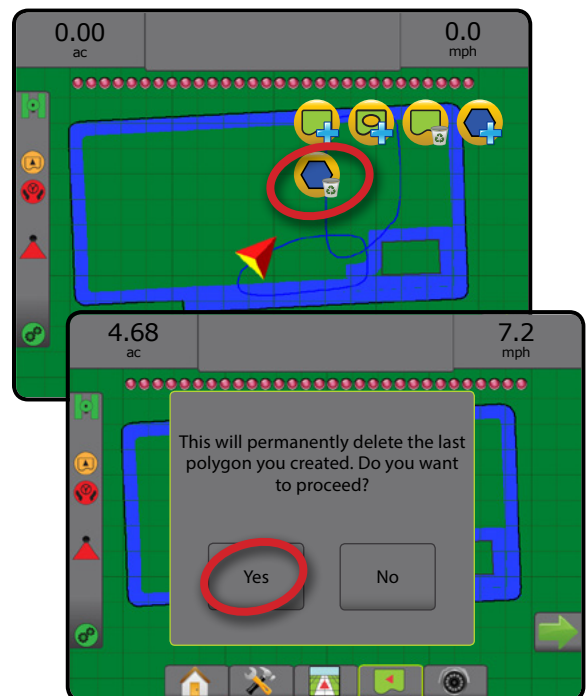 0.00
ac
0.0
mph
4.68
ac
7.2
mph
This will permanently delete the last
polygon you created. Do you want
to proceed?
Yes
No